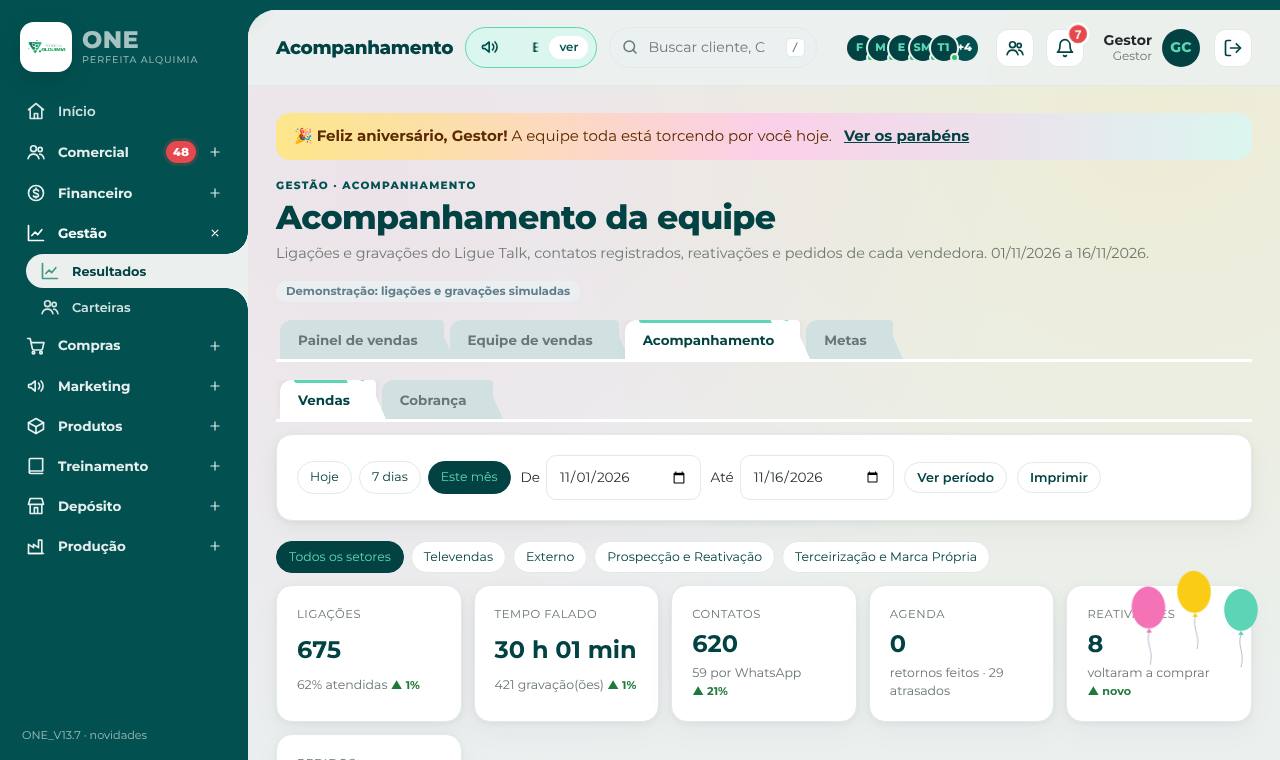 ONE
PERFEITA ALQUIMIA
Início
Comercial 48 +
Financeiro +
Gestão ×
Resultados
Carteiras
Compras +
Marketing +
Produtos +
Treinamento +
Depósito +
Produção +
ONE_V13.7 · novidades
Acompanhamento
ver
Buscar cliente, C /
F M E SM T1 +4
7
Gestor
Gestor
GC
🎉 Feliz aniversário, Gestor! A equipe toda está torcendo por você hoje. Ver os parabéns
GESTÃO · ACOMPANHAMENTO
Acompanhamento da equipe
Ligações e gravações do Ligue Talk, contatos registrados, reativações e pedidos de cada vendedora. 01/11/2026 a 16/11/2026.
Demonstração: ligações e gravações simuladas
Painel de vendas Equipe de vendas Acompanhamento Metas
Vendas Cobrança
Hoje 7 dias Este mês De 11/01/2026 Até 11/16/2026 Ver período Imprimir
Todos os setores Televendas Externo Prospecção e Reativação Terceirização e Marca Própria
LIGAÇÕES
675
62% atendidas ▲ 1%
TEMPO FALADO
30 h 01 min
421 gravação(ões) ▲ 1%
CONTATOS
620
59 por WhatsApp
▲ 21%
AGENDA
0
retornos feitos · 29
atrasados
8
voltaram a comprar
▲ novo